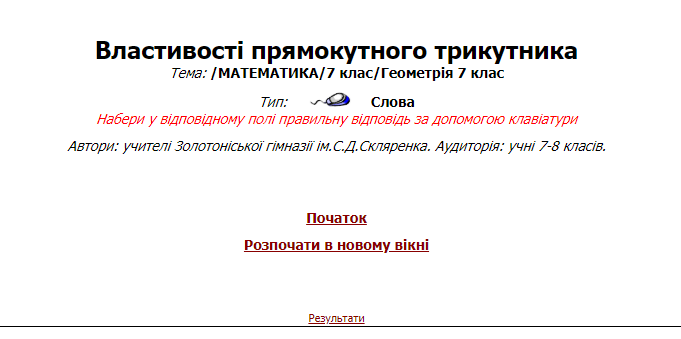 Властивості прямокутного трикутника
Тема: /МАТЕМАТИКА/7 клас/Геометрія 7 клас
Тип: Слова
Набери у відповідному полі правильну відповідь за допомогою клавіатури
Автори: учителі Золотоніської гімназії ім.С.Д.Скляренка. Аудиторія: учні 7-8 класів.
Початок
Розпочати в новому вікні
Результати